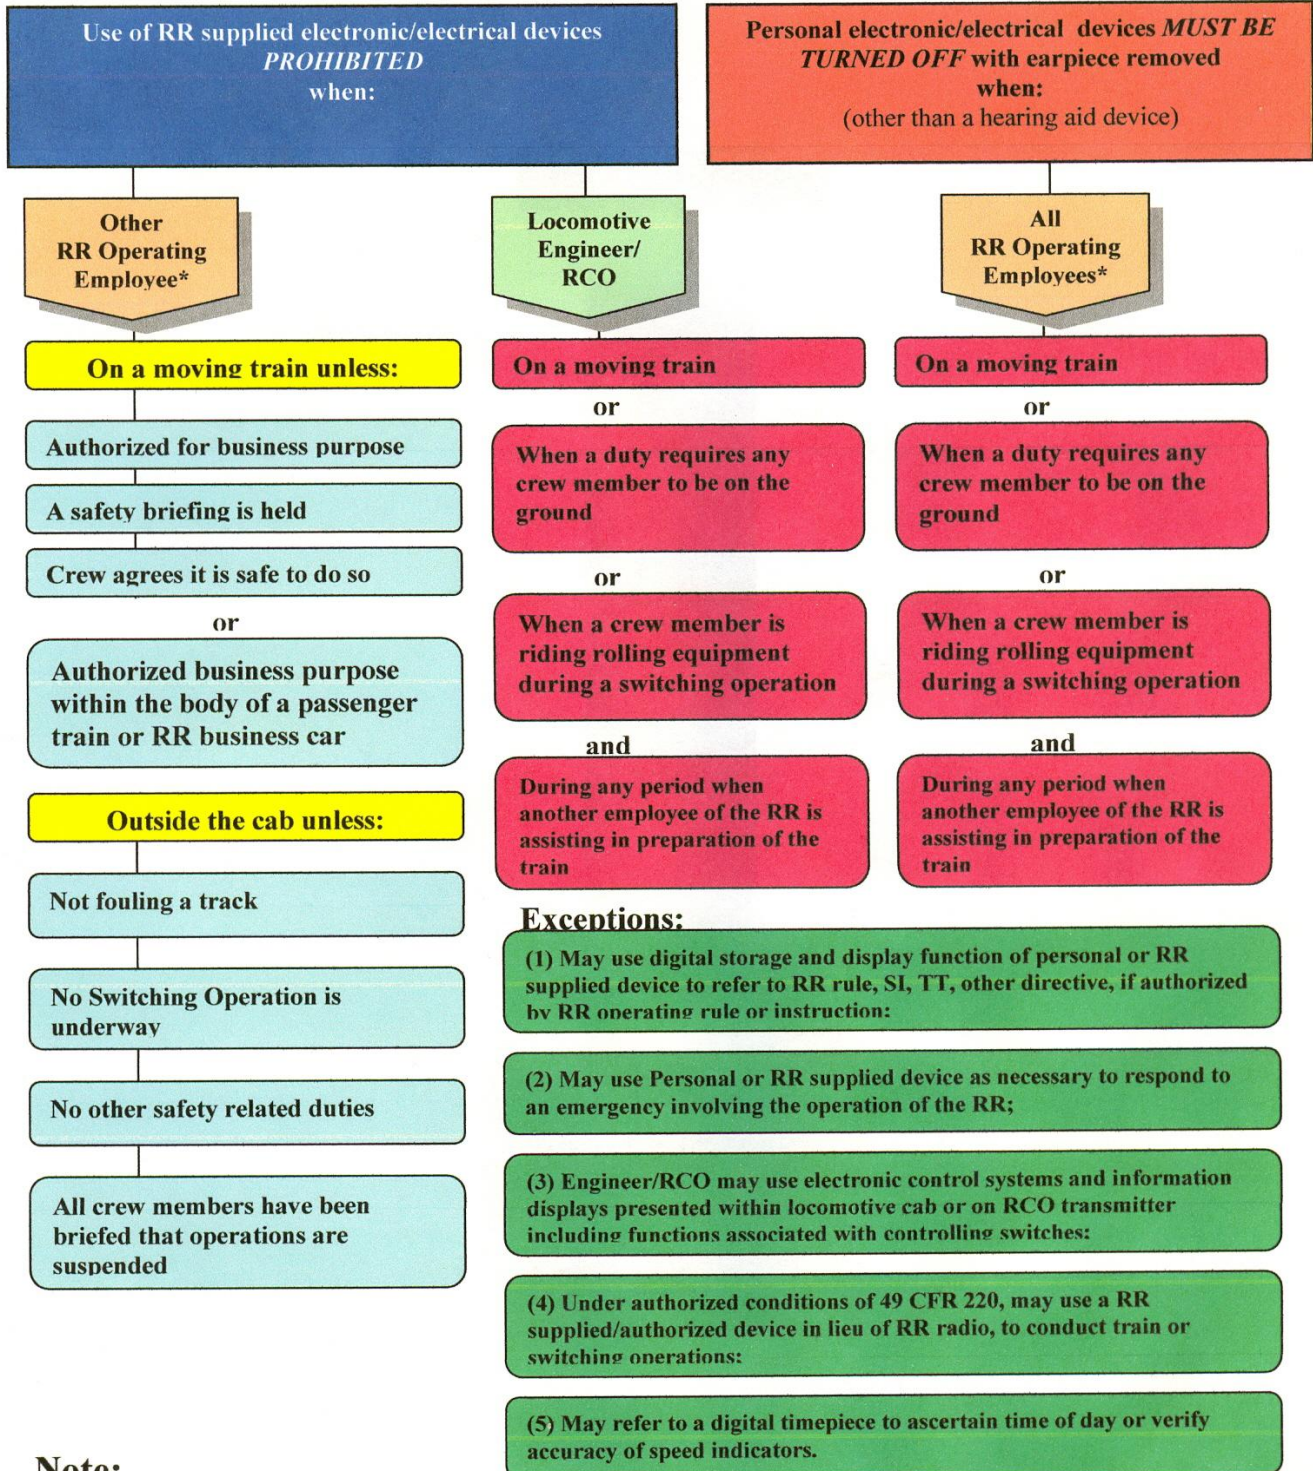 Use of RR supplied electronic/electrical devices
PROHIBITED
when:
Personal electronic/electrical devices MUST BE
TURNED OFF with earpiece removed
when:
(other than a hearing aid device)
Other
RR Operating
Employee*
Locomotive
Engineer/
RCO
All
RR Operating
Employees*
On a moving train unless:
Authorized for business purpose
A safety briefing is held
Crew agrees it is safe to do so
or
Authorized business purpose
within the body of a passenger
train or RR business car
Outside the cab unless:
Not fouling a track
No Switching Operation is
underway
No other safety related duties
All crew members have been
briefed that operations are
suspended
On a moving train
or
When a duty requires any
crew member to be on the
ground
or
When a crew member is
riding rolling equipment
during a switching operation
and
During any period when
another employee of the RR is
assisting in preparation of the
train
On a moving train
or
When a duty requires any
crew member to be on the
ground
or
When a crew member is
riding rolling equipment
during a switching operation
and
During any period when
another employee of the RR is
assisting in preparation of the
train
Exceptions:
(1) May use digital storage and display function of personal or RR
supplied device to refer to RR rule, SI, TT, other directive, if authorized
by RR operating rule or instruction;
(2) May use Personal or RR supplied device as necessary to respond to
an emergency involving the operation of the RR;
(3) Engineer/RCO may use electronic control systems and information
displays presented within locomotive cab or on RCO transmitter
including functions associated with controlling switches;
(4) Under authorized conditions of 49 CFR 220, may use a RR
supplied/authorized device in lieu of RR radio, to conduct train or
switching operations;
(5) May refer to a digital timepiece to ascertain time of day or verify
accuracy of speed indicators.
Note: